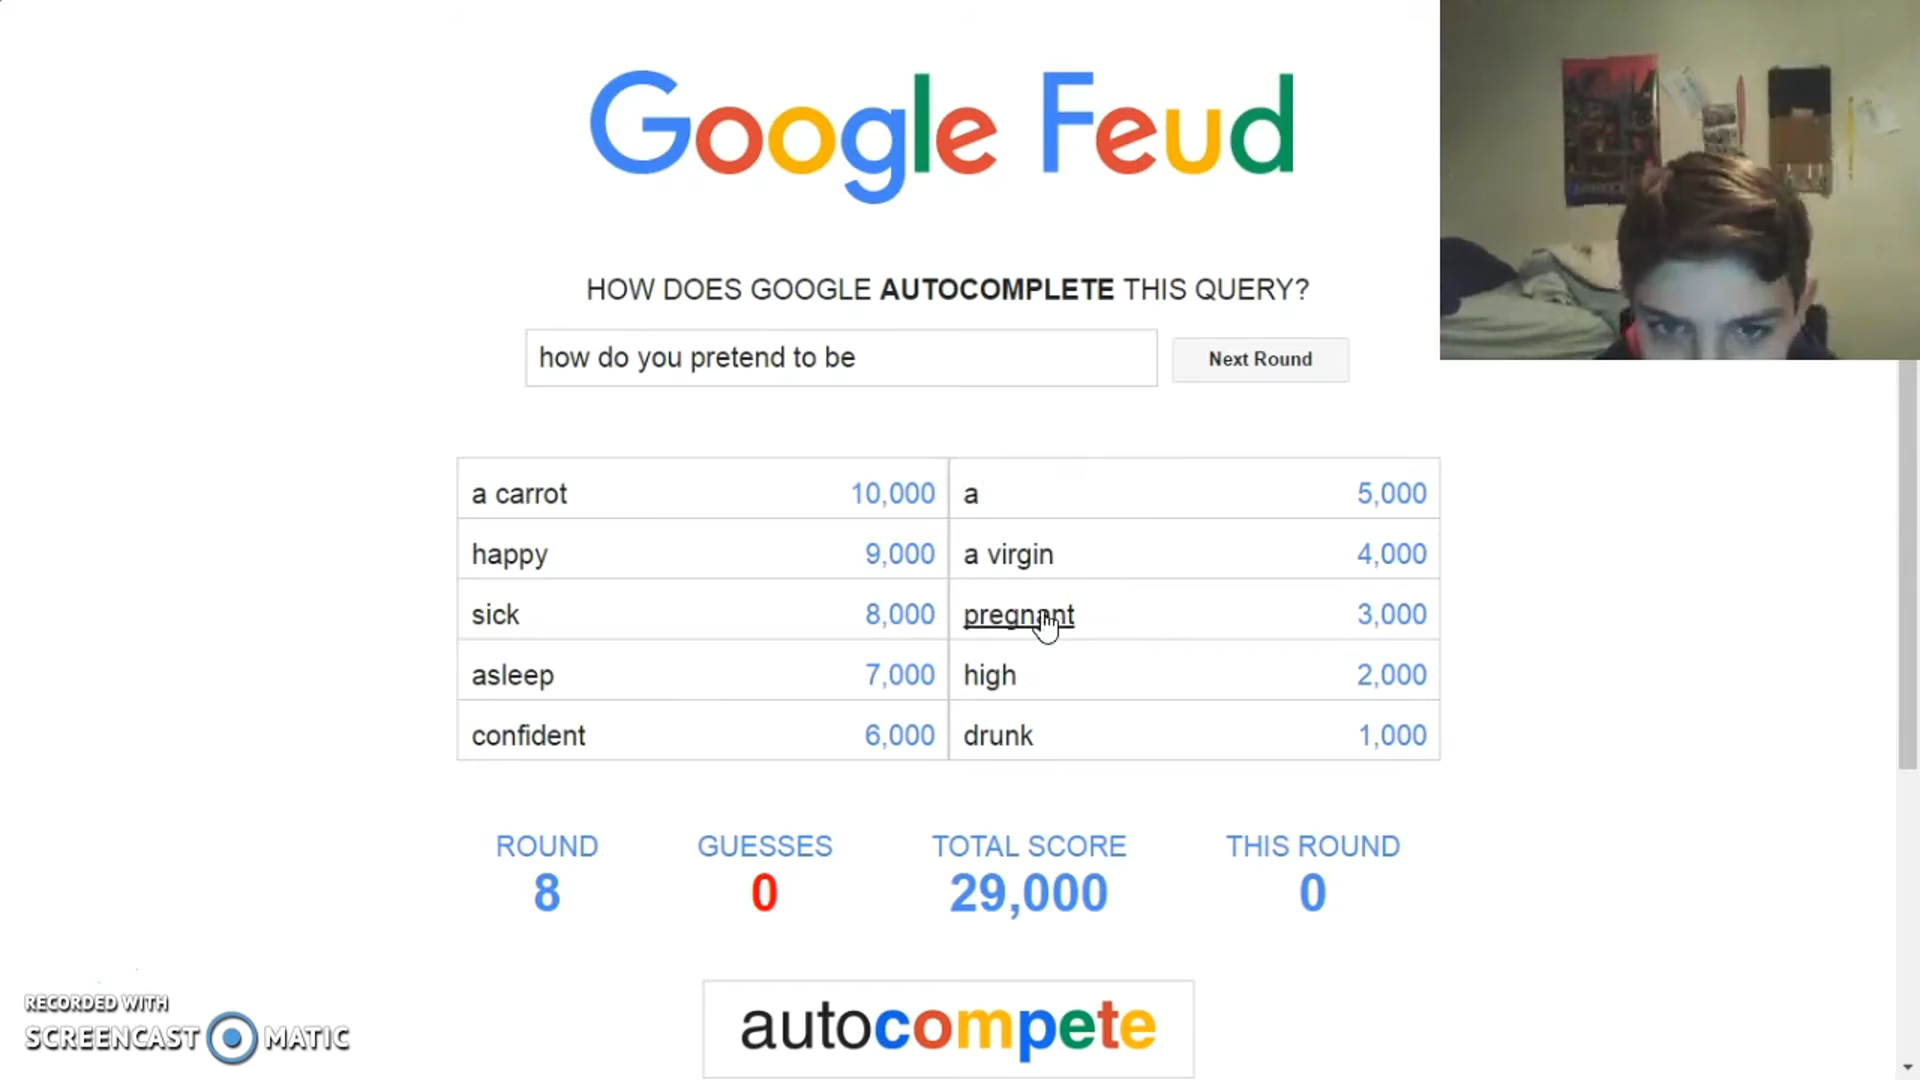 Google Feud
HOW DOES GOOGLE AUTOCOMPLETE THIS QUERY?
how do you pretend to be
Next Round
a carrot 10,000 a 5,000
happy 9,000 a virgin 4,000
sick 8,000 pregnant 3,000
asleep 7,000 high 2,000
confident 6,000 drunk 1,000
ROUND GUESSES TOTAL SCORE THIS ROUND
8 0 29,000 0
autocompete
RECORDED WITH
SCREENCAST MATIC